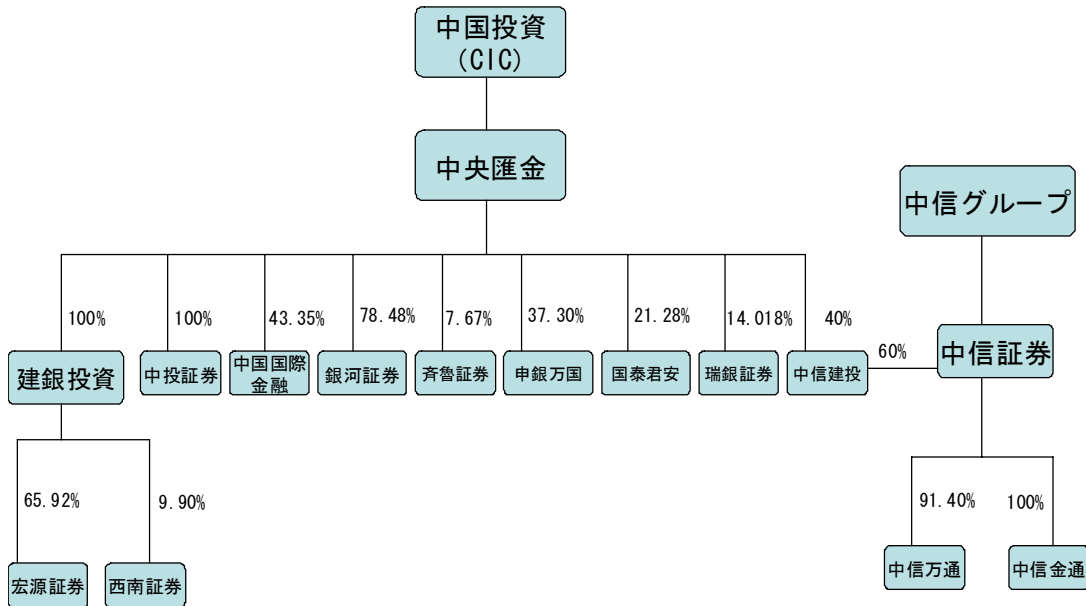 中国投資
(CIC)
中央匯金
中信グループ
100%
100%
43.35%
78.48%
7.67%
37.30%
21.28%
14.018%
40%
60%
建銀投資
中投証券
中国国際
金融
銀河証券
斉魯証券
申銀万国
国泰君安
瑞銀証券
中信建投
中信証券
65.92%
9.90%
91.40%
100%
宏源証券
西南証券
中信万通
中信金通